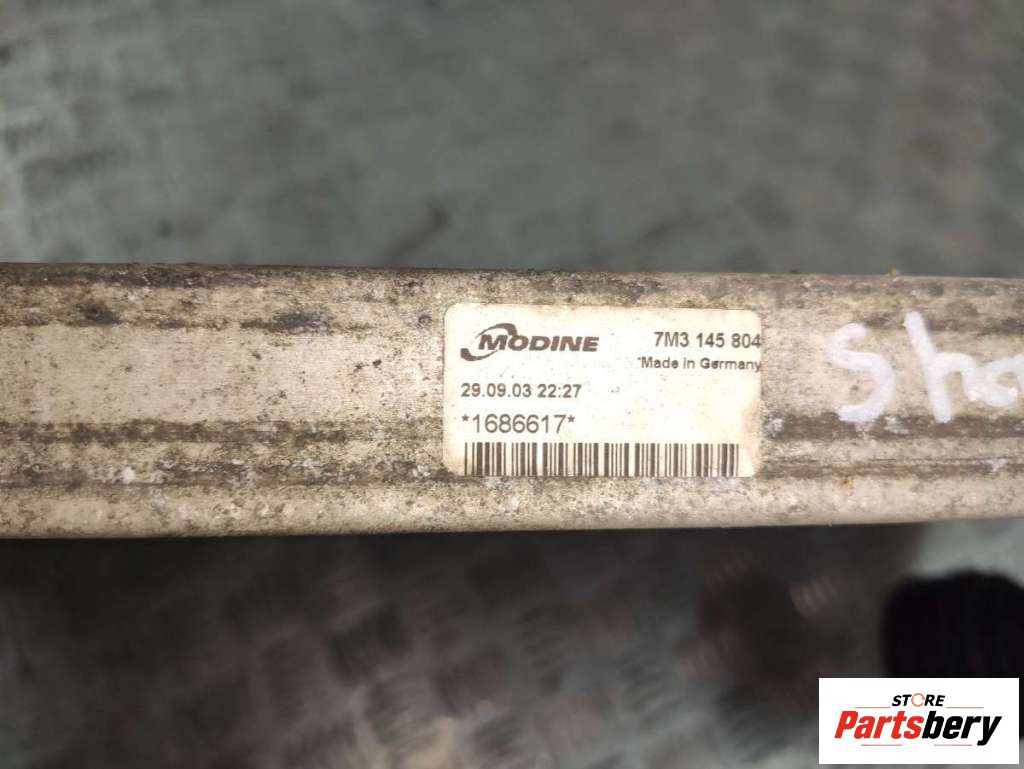 MODINE 7M3 145 804
*Made in Germany
29.09.03 22:27
*1686617*
STORE
Partsbery